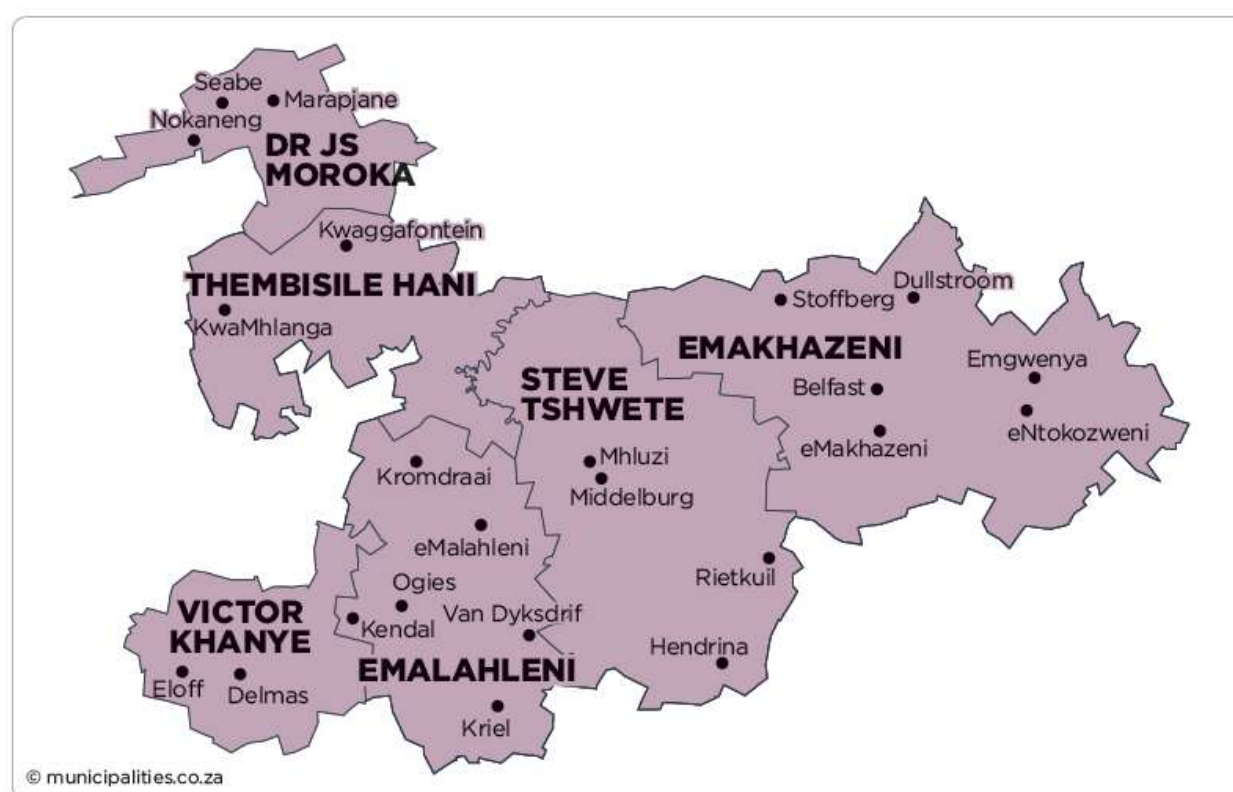 Seabe
Marapjane
Nokaneng
DR JS
MOROKA
Kwaggafontein
THEMBISILE HANI
KwaMhlanga
Dullstroom
Stoffberg
EMAKHAZENI
Emgwenya
Belfast
eNtokozweni
eMakhazeni
STEVE
TSHWETE
Mhluzi
Middelburg
Kromdraai
eMalahleni
Rietkuil
Ogies
Van Dyksdrif
Kendal
Hendrina
VICTOR
KHANYE
EMALAHLENI
Eloff
Delmas
Kriel
© municipalities.co.za